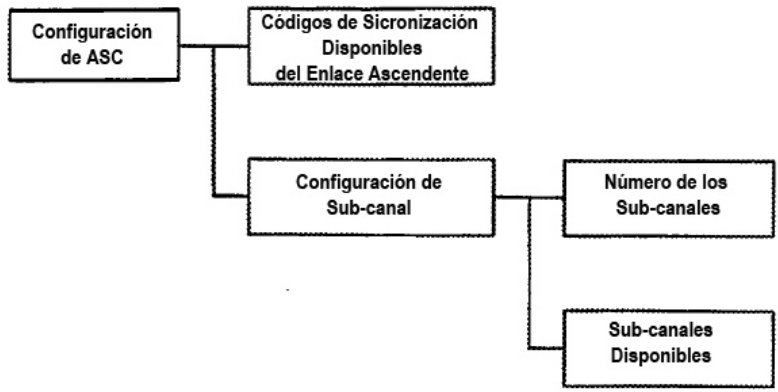 Configuración
de ASC
Códigos de Sicronización
Disponibles
del Enlace Ascendente
Configuración de
Sub-canal
Número de los
Sub-canales
Sub-canales
Disponibles